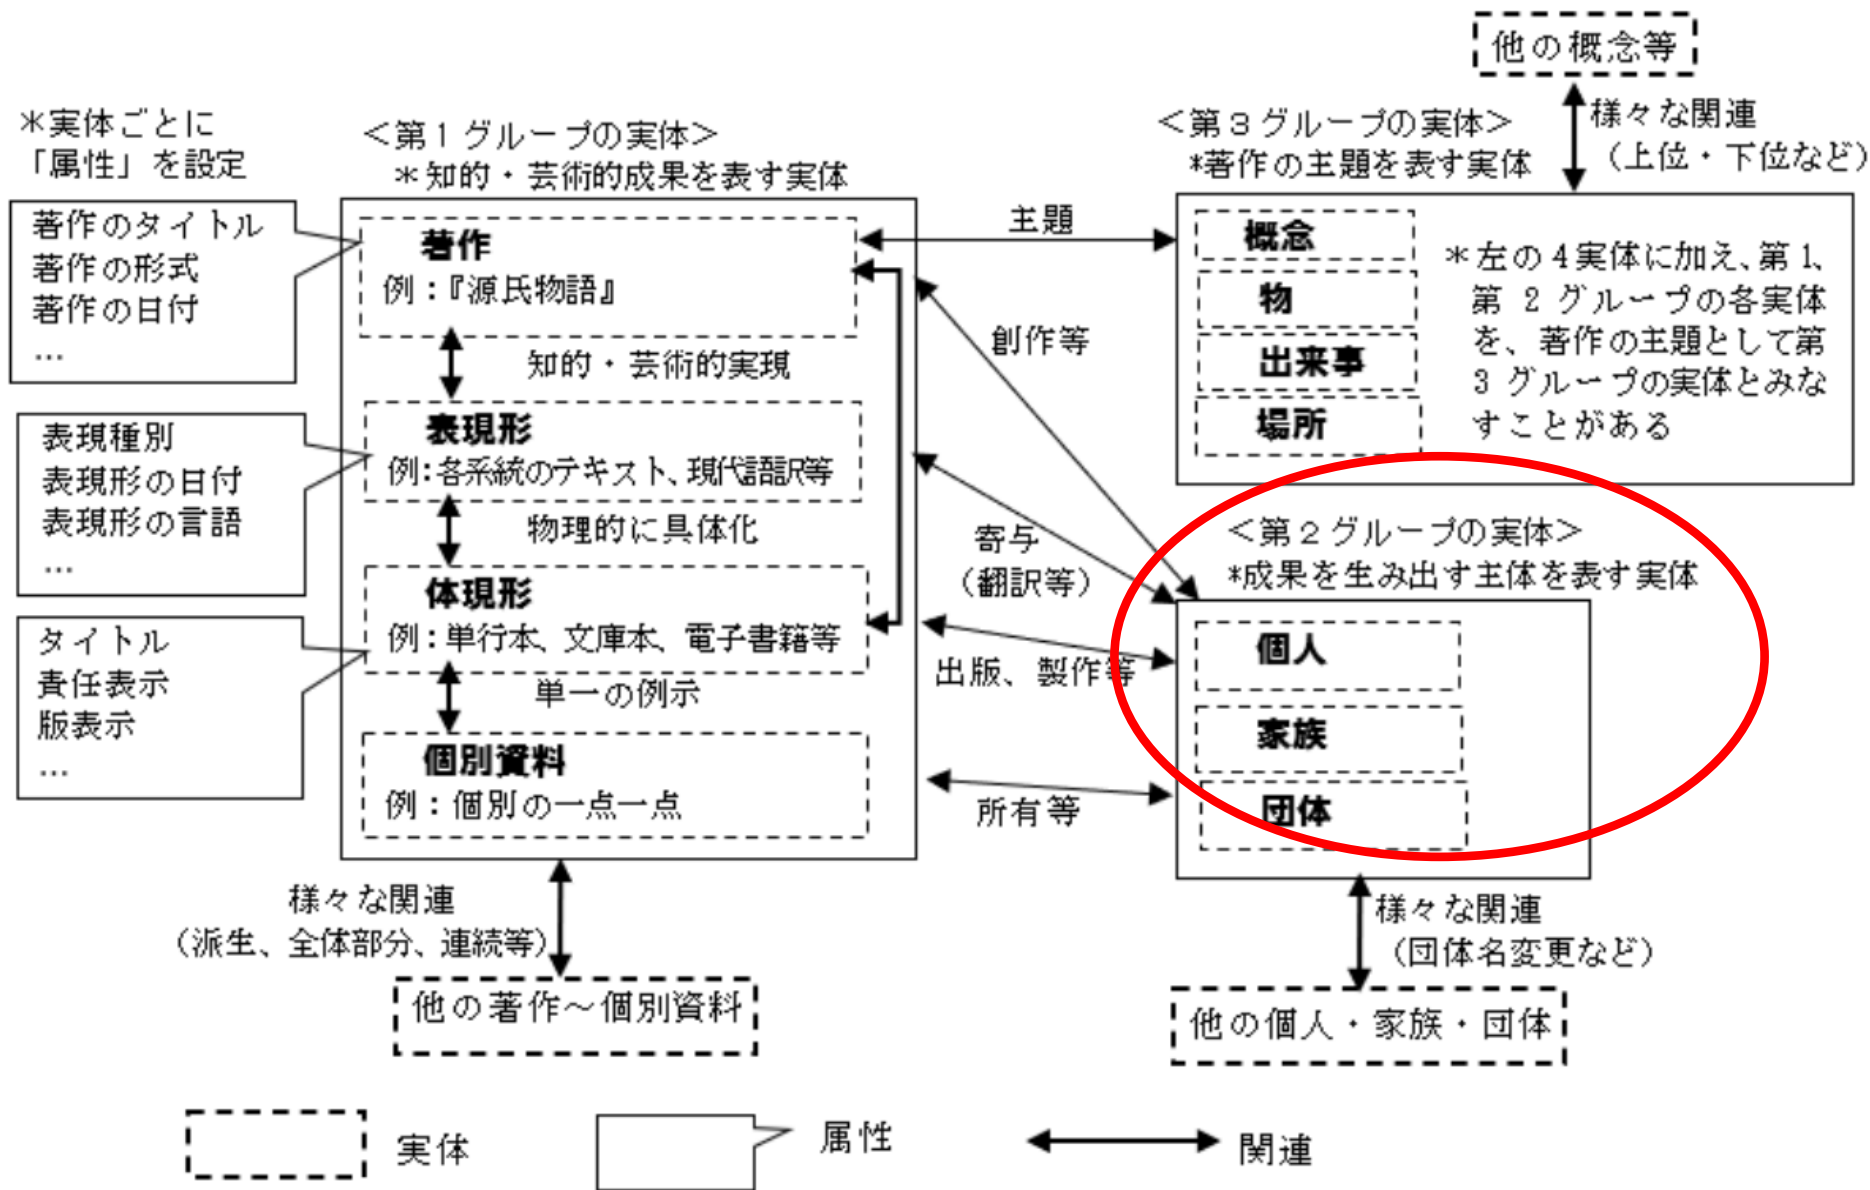 他の概念等
様々な関連
（上位・下位など）
＊実体ごとに
「属性」を設定
＜第１グループの実体＞
＊知的・芸術的成果を表す実体
＜第３グループの実体＞
*著作の主題を表す実体
著作のタイトル
著作の形式
著作の日付
…
著作
例：『源氏物語』
知的・芸術的実現
主題
概念
物
出来事
場所
＊左の４実体に加え、第１、
第２グループの各実体
を、著作の主題として第
３グループの実体とみな
すことがある
創作等
表現種別
表現形の日付
表現形の言語
…
表現形
例：各系統のテキスト、現代語訳等
物理的に具体化
寄与
（翻訳等）
＜第２グループの実体＞
*成果を生み出す主体を表す実体
タイトル
責任表示
版表示
…
体現形
例：単行本、文庫本、電子書籍等
単一の例示
出版、製作等
個人
家族
団体
個別資料
例：個別の一点一点
所有等
様々な関連
（派生、全体部分、連続等）
他の著作～個別資料
様々な関連
（団体名変更など）
他の個人・家族・団体
実体
属性
関連